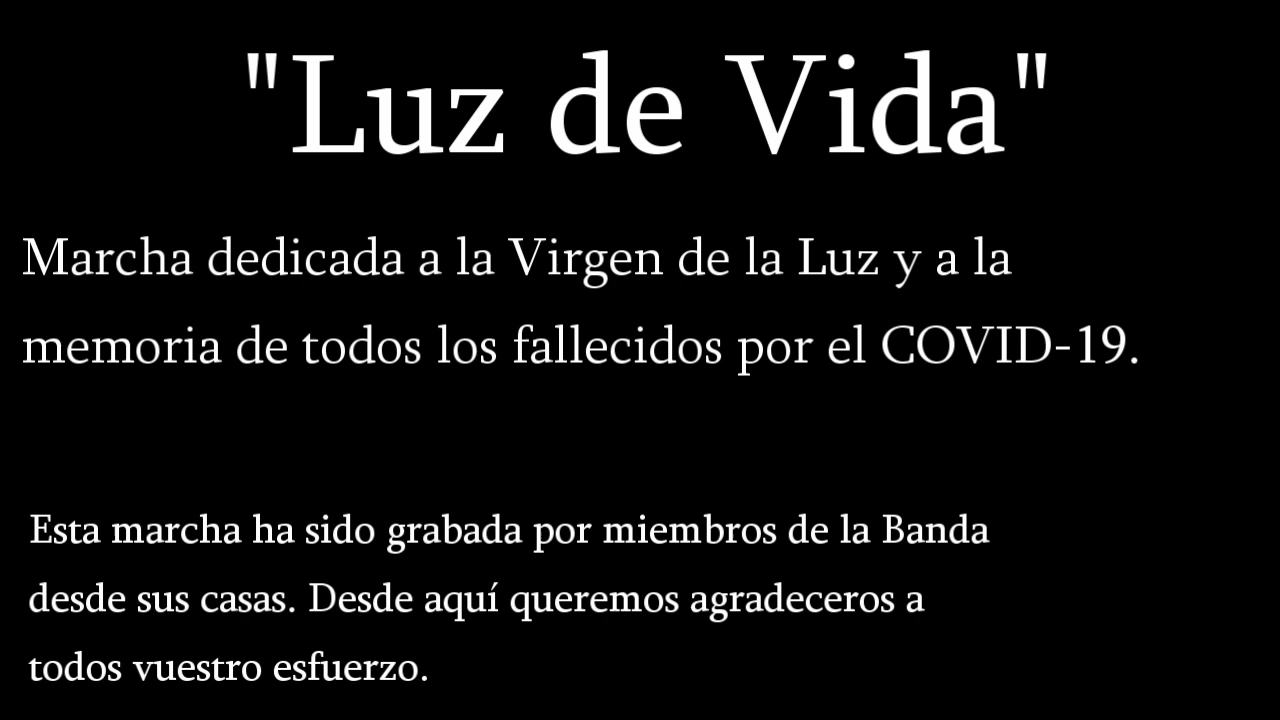 "Luz de Vida"
Marcha dedicada a la Virgen de la Luz y a la
memoria de todos los fallecidos por el COVID-19.
Esta marcha ha sido grabada por miembros de la Banda
desde sus casas. Desde aquí queremos agradeceros a
todos vuestro esfuerzo.